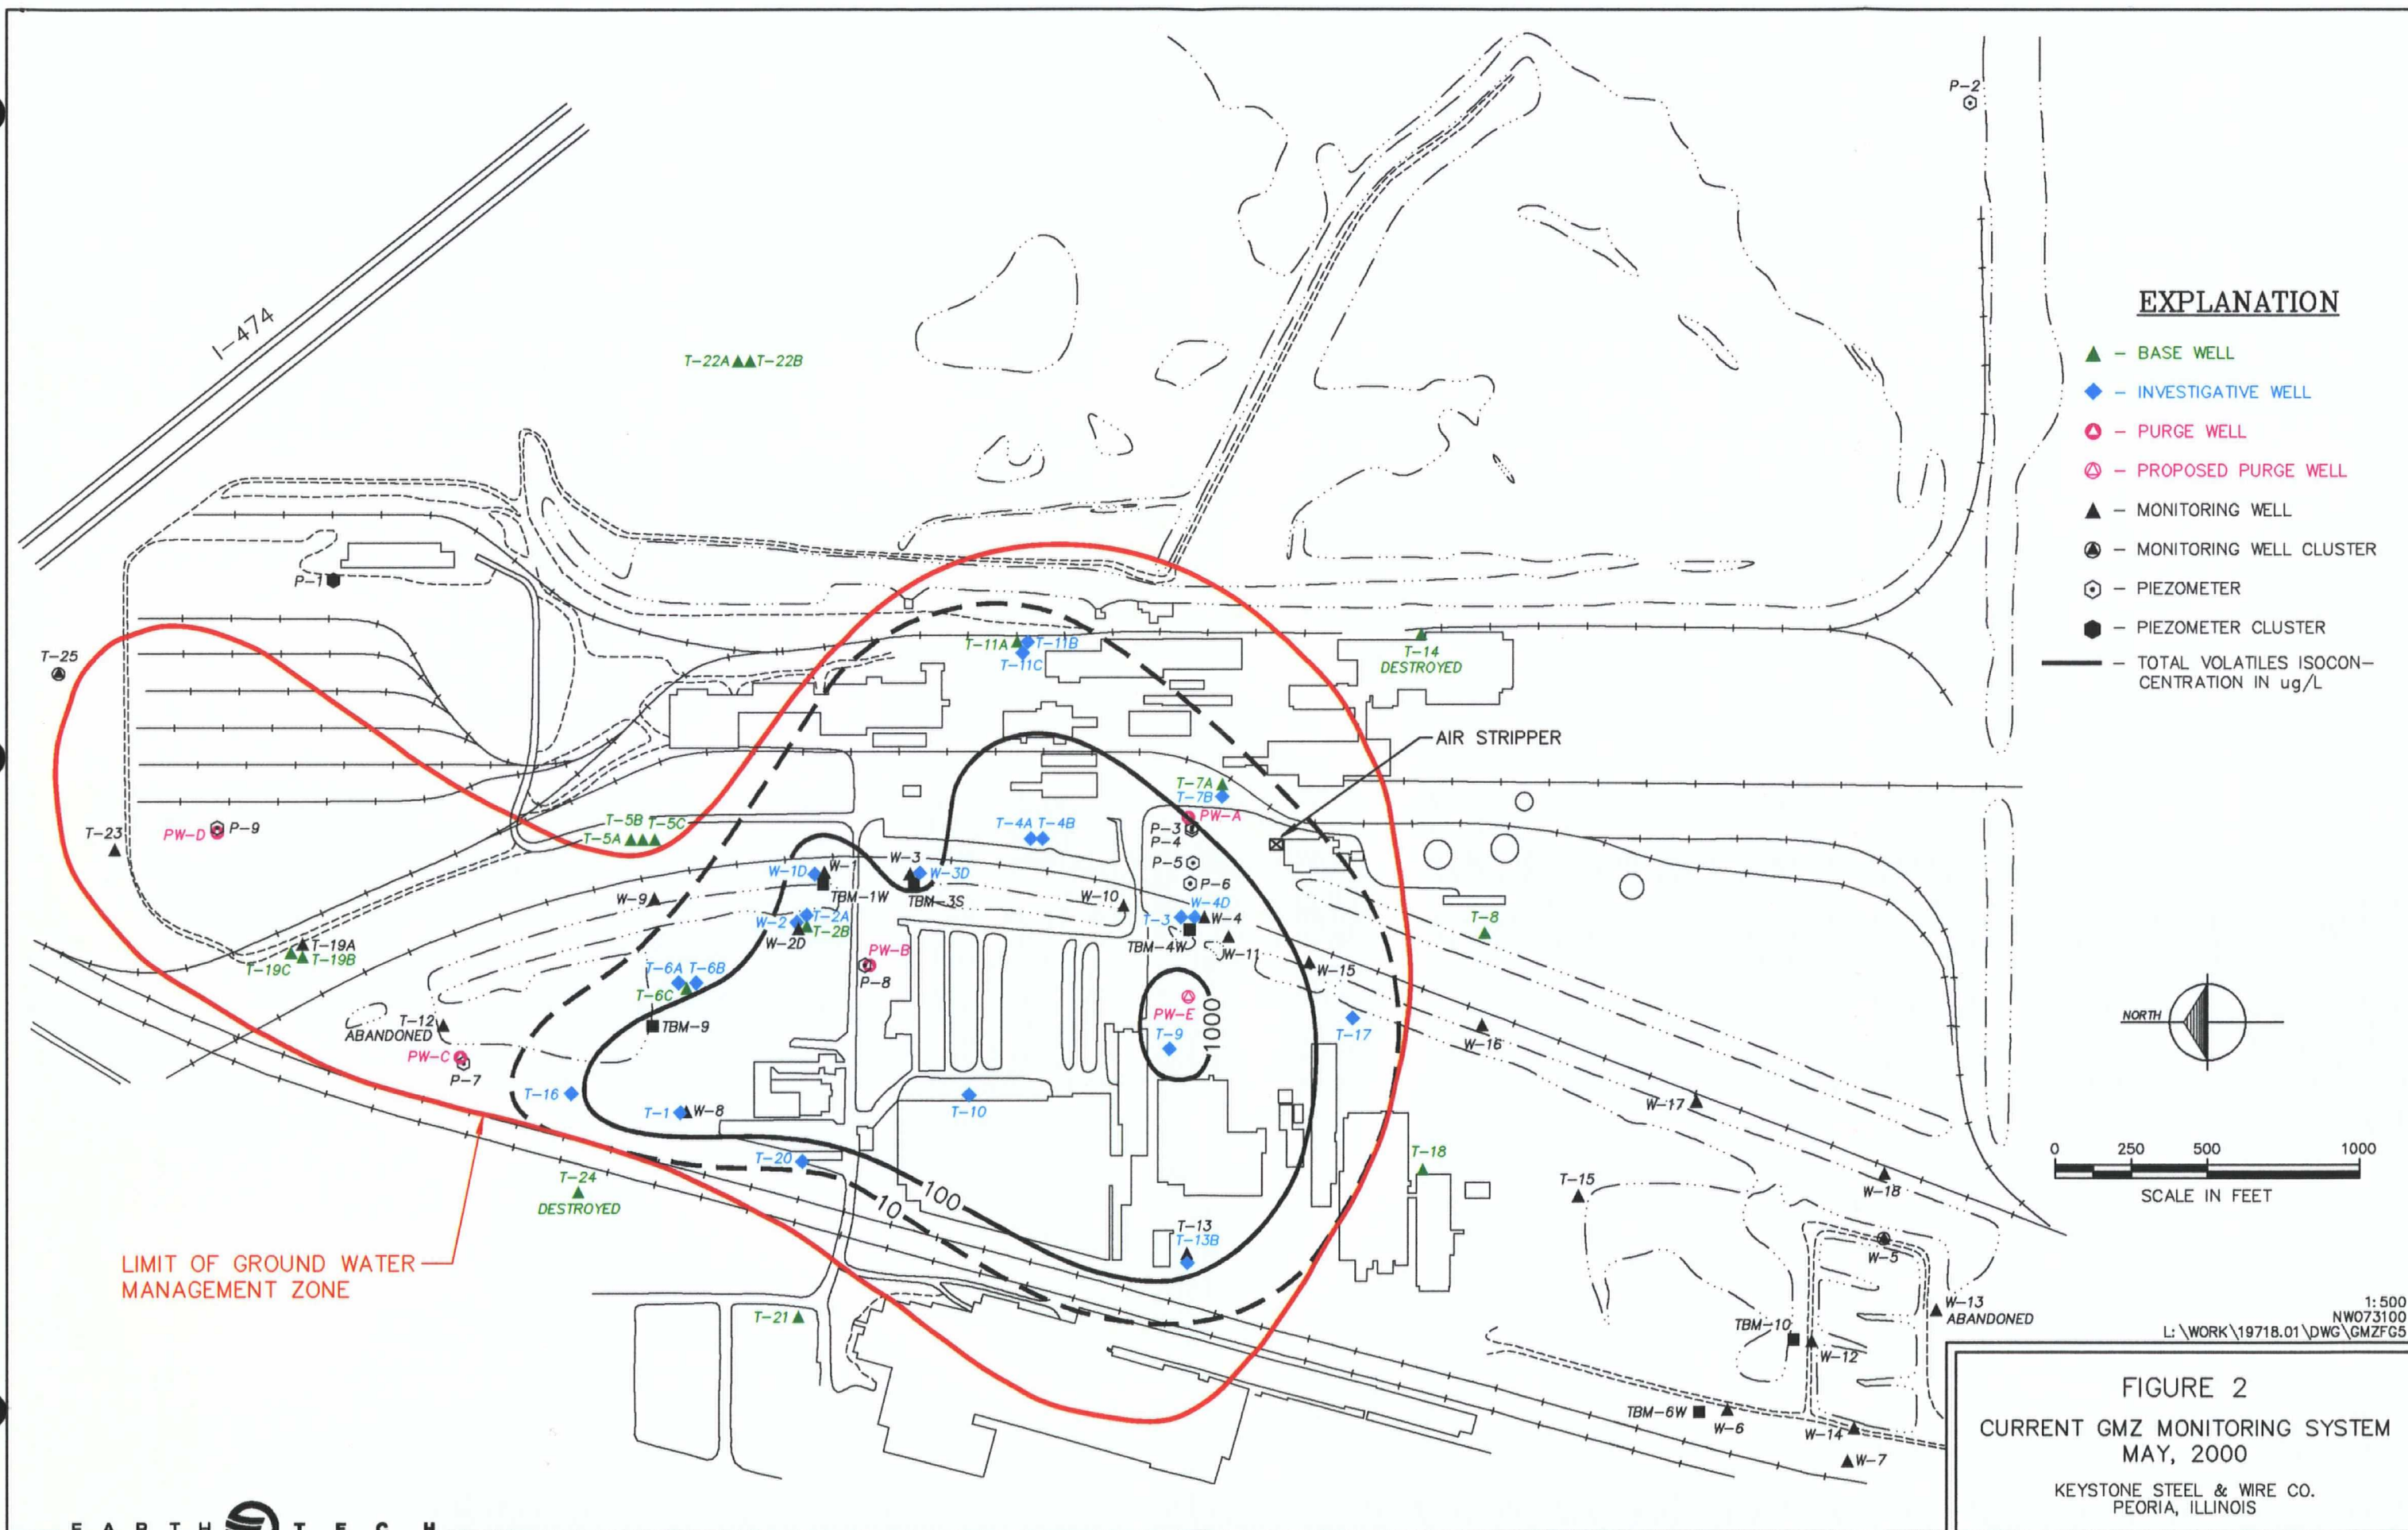 P-2
I-474
T-22A
T-22B
EXPLANATION
– BASE WELL
– INVESTIGATIVE WELL
– PURGE WELL
– PROPOSED PURGE WELL
– MONITORING WELL
– MONITORING WELL CLUSTER
– PIEZOMETER
– PIEZOMETER CLUSTER
– TOTAL VOLATILES ISOCON-
CENTRATION IN ug/L
P-1
T-25
T-11A
T-11B
T-11C
T-14
DESTROYED
AIR STRIPPER
T-7A
T-7B
PW-A
P-3
P-4
P-5
P-6
T-23
PW-D
P-9
T-5B
T-5C
T-5A
T-4A
T-4B
W-1D
W-1
TBM-1W
W-3
W-3D
TBM-3S
W-9
W-10
W-2
T-2A
T-2B
W-2D
T-3
W-4D
W-4
TBM-4W
W-11
T-8
T-19A
T-19B
T-19C
PW-B
P-8
T-6A
T-6B
T-6C
W-15
T-12
ABANDONED
TBM-9
PW-E
T-9
1000
T-17
W-16
NORTH
PW-C
P-7
T-16
T-1
W-8
T-10
W-17
0
250
500
1000
SCALE IN FEET
T-20
T-18
T-24
DESTROYED
100
10
T-15
W-18
T-13
T-13B
W-5
LIMIT OF GROUND WATER
MANAGEMENT ZONE
T-21
W-13
ABANDONED
TBM-10
W-12
1:500
NW073100
L:\WORK\19718.01\DWG\GMZFG5
TBM-6W
W-6
W-14
W-7
FIGURE 2
CURRENT GMZ MONITORING SYSTEM
MAY, 2000
KEYSTONE STEEL & WIRE CO.
PEORIA, ILLINOIS
EARTH TECH